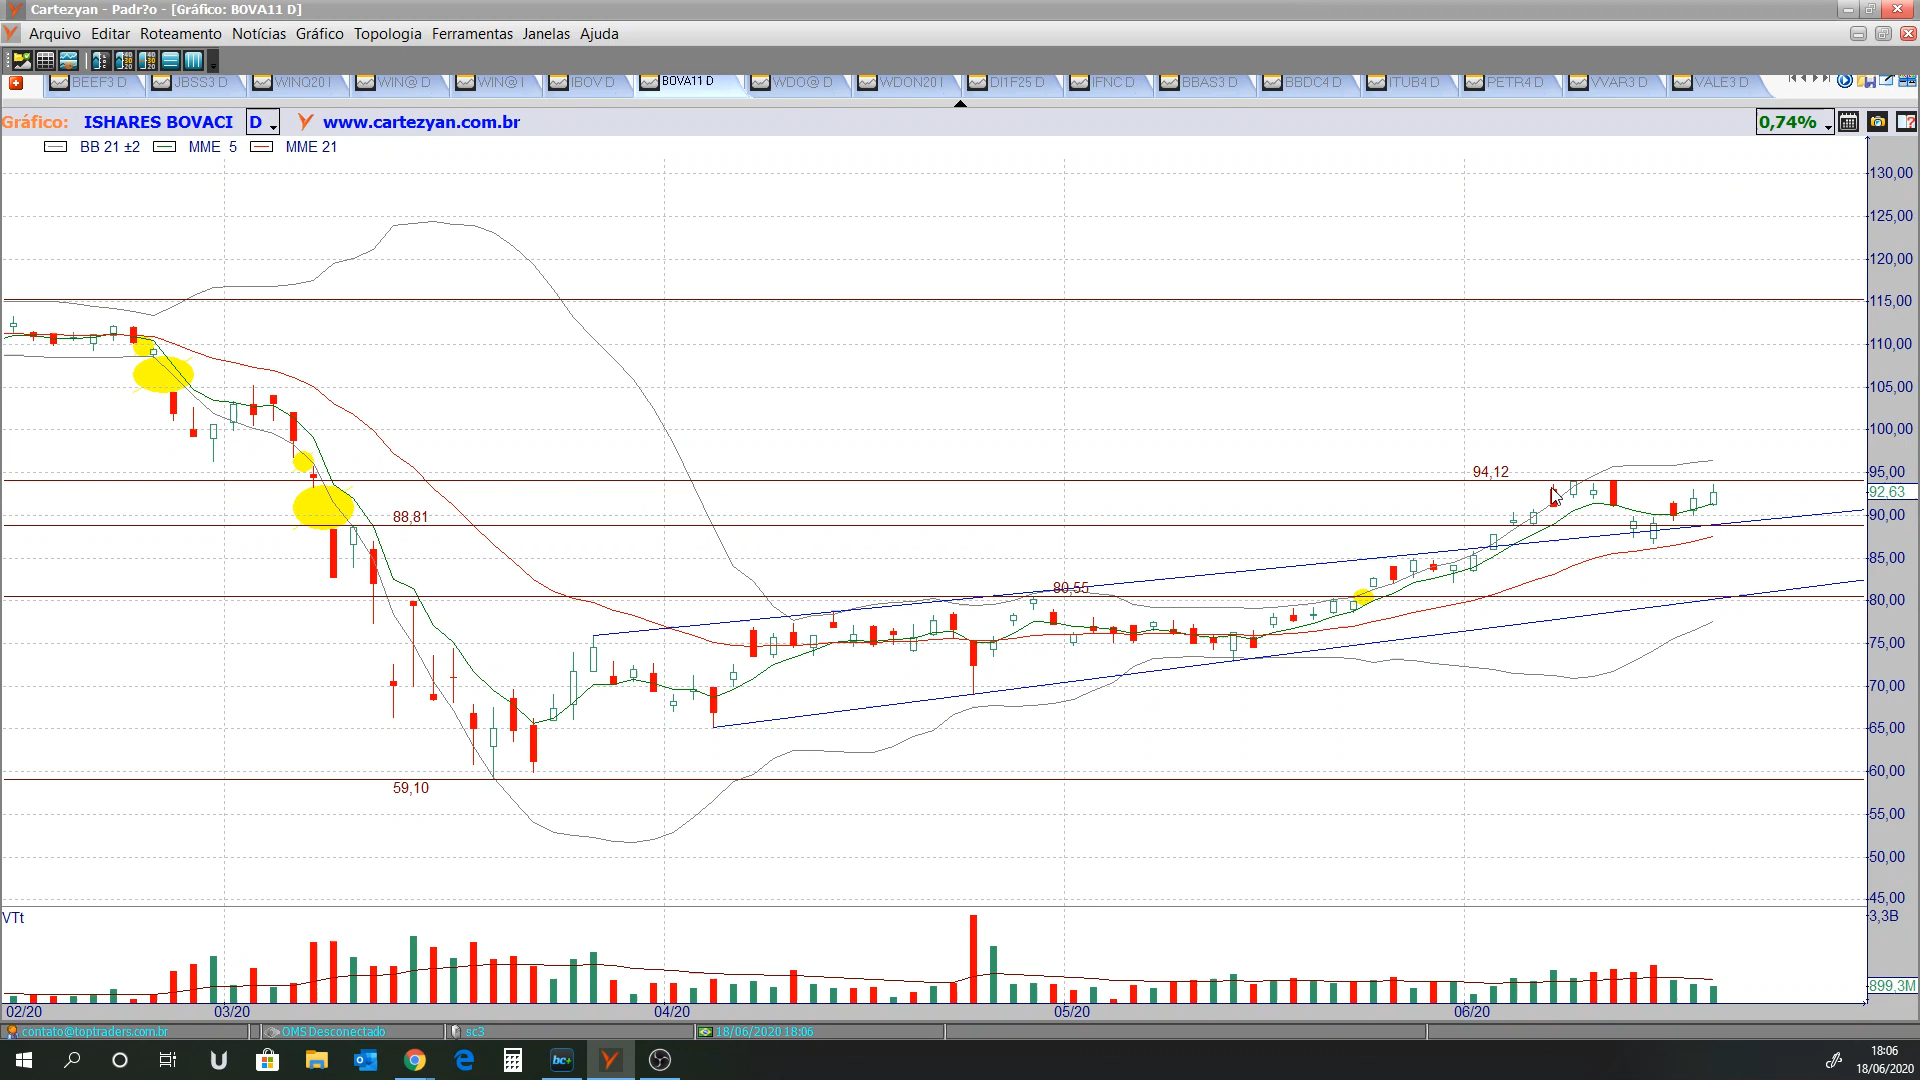 Cartezyan - Padr?o - [Gráfico: BOVA11 D]
Arquivo Editar Roteamento Notícias Gráfico Topologia Ferramentas Janelas Ajuda
BEEF3 D JBSS3 D WINQ20 I WIN@ D WIN@ I IBOV D BOVA11 D WDO@ D WDON20 I DI1F25 D IFNC D BBAS3 D BBDC4 D ITUB4 D PETR4 D VVAR3 D VALE3 D
Gráfico: ISHARES BOVACI D www.cartezyan.com.br 0,74%
BB 21 ±2 MME 5 MME 21
130,00
125,00
120,00
115,00
110,00
105,00
100,00
94,12 95,00
92,63
88,81 90,00
85,00
80,55 80,00
75,00
70,00
65,00
60,00
59,10
55,00
50,00
45,00
VTt 3,3B
899,3M
02/20 03/20 04/20 05/20 06/20
contato@toptraders.com.br OMS Desconectado sc3 18/06/2020 18:06
bc+
18:06
18/06/2020